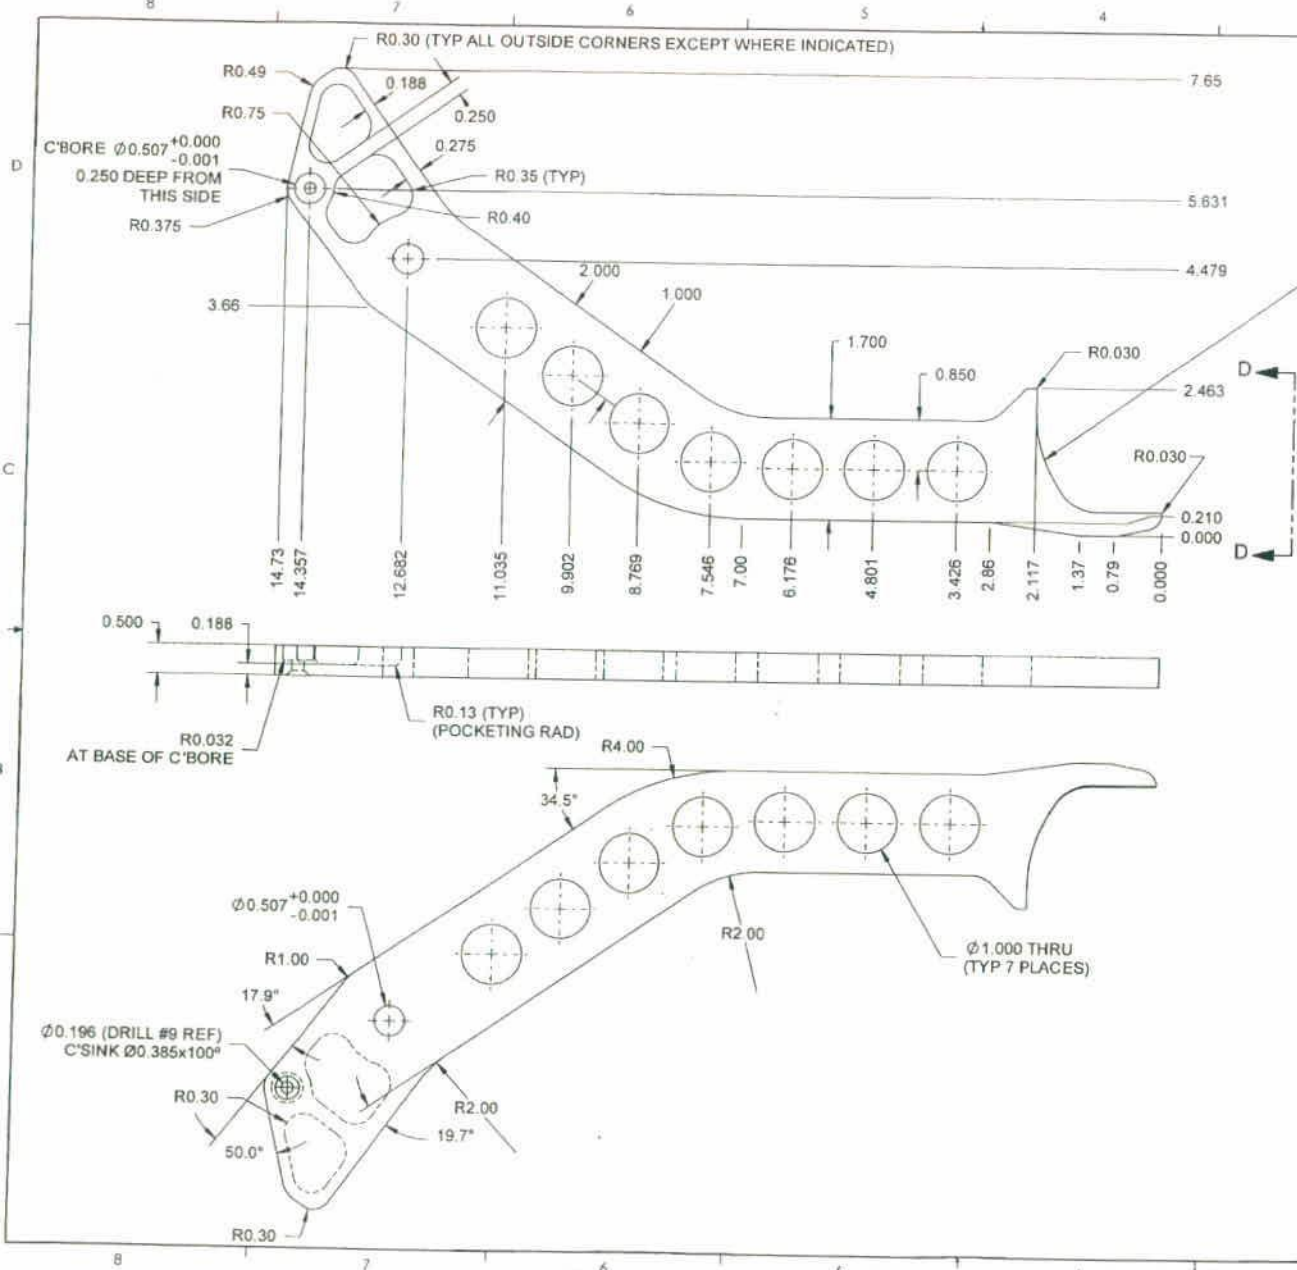 8 7 6 5 4
R0.30 (TYP ALL OUTSIDE CORNERS EXCEPT WHERE INDICATED)
R0.49
0.188
7.65
R0.75
0.250
C'BORE Ø0.507 +0.000
-0.001
0.250 DEEP FROM
THIS SIDE
0.275
D
R0.35 (TYP)
5.631
R0.375
R0.40
2.000
4.479
3.66
1.000
1.700
R0.030
0.850
D
2.463
C
R0.030
0.210
0.000
D
14.73
14.357
12.682
11.035
9.902
8.769
7.546
7.00
6.176
4.801
3.426
2.86
2.117
1.37
0.79
0.000
0.500
0.188
R0.13 (TYP)
(POCKETING RAD)
R0.032
AT BASE OF C'BORE
R4.00
34.5°
Ø0.507 +0.000
-0.001
R2.00
R1.00
Ø1.000 THRU
(TYP 7 PLACES)
17.9°
Ø0.196 (DRILL #9 REF)
C'SINK Ø0.385x100°
R0.30
R2.00
19.7°
50.0°
R0.30
8 7